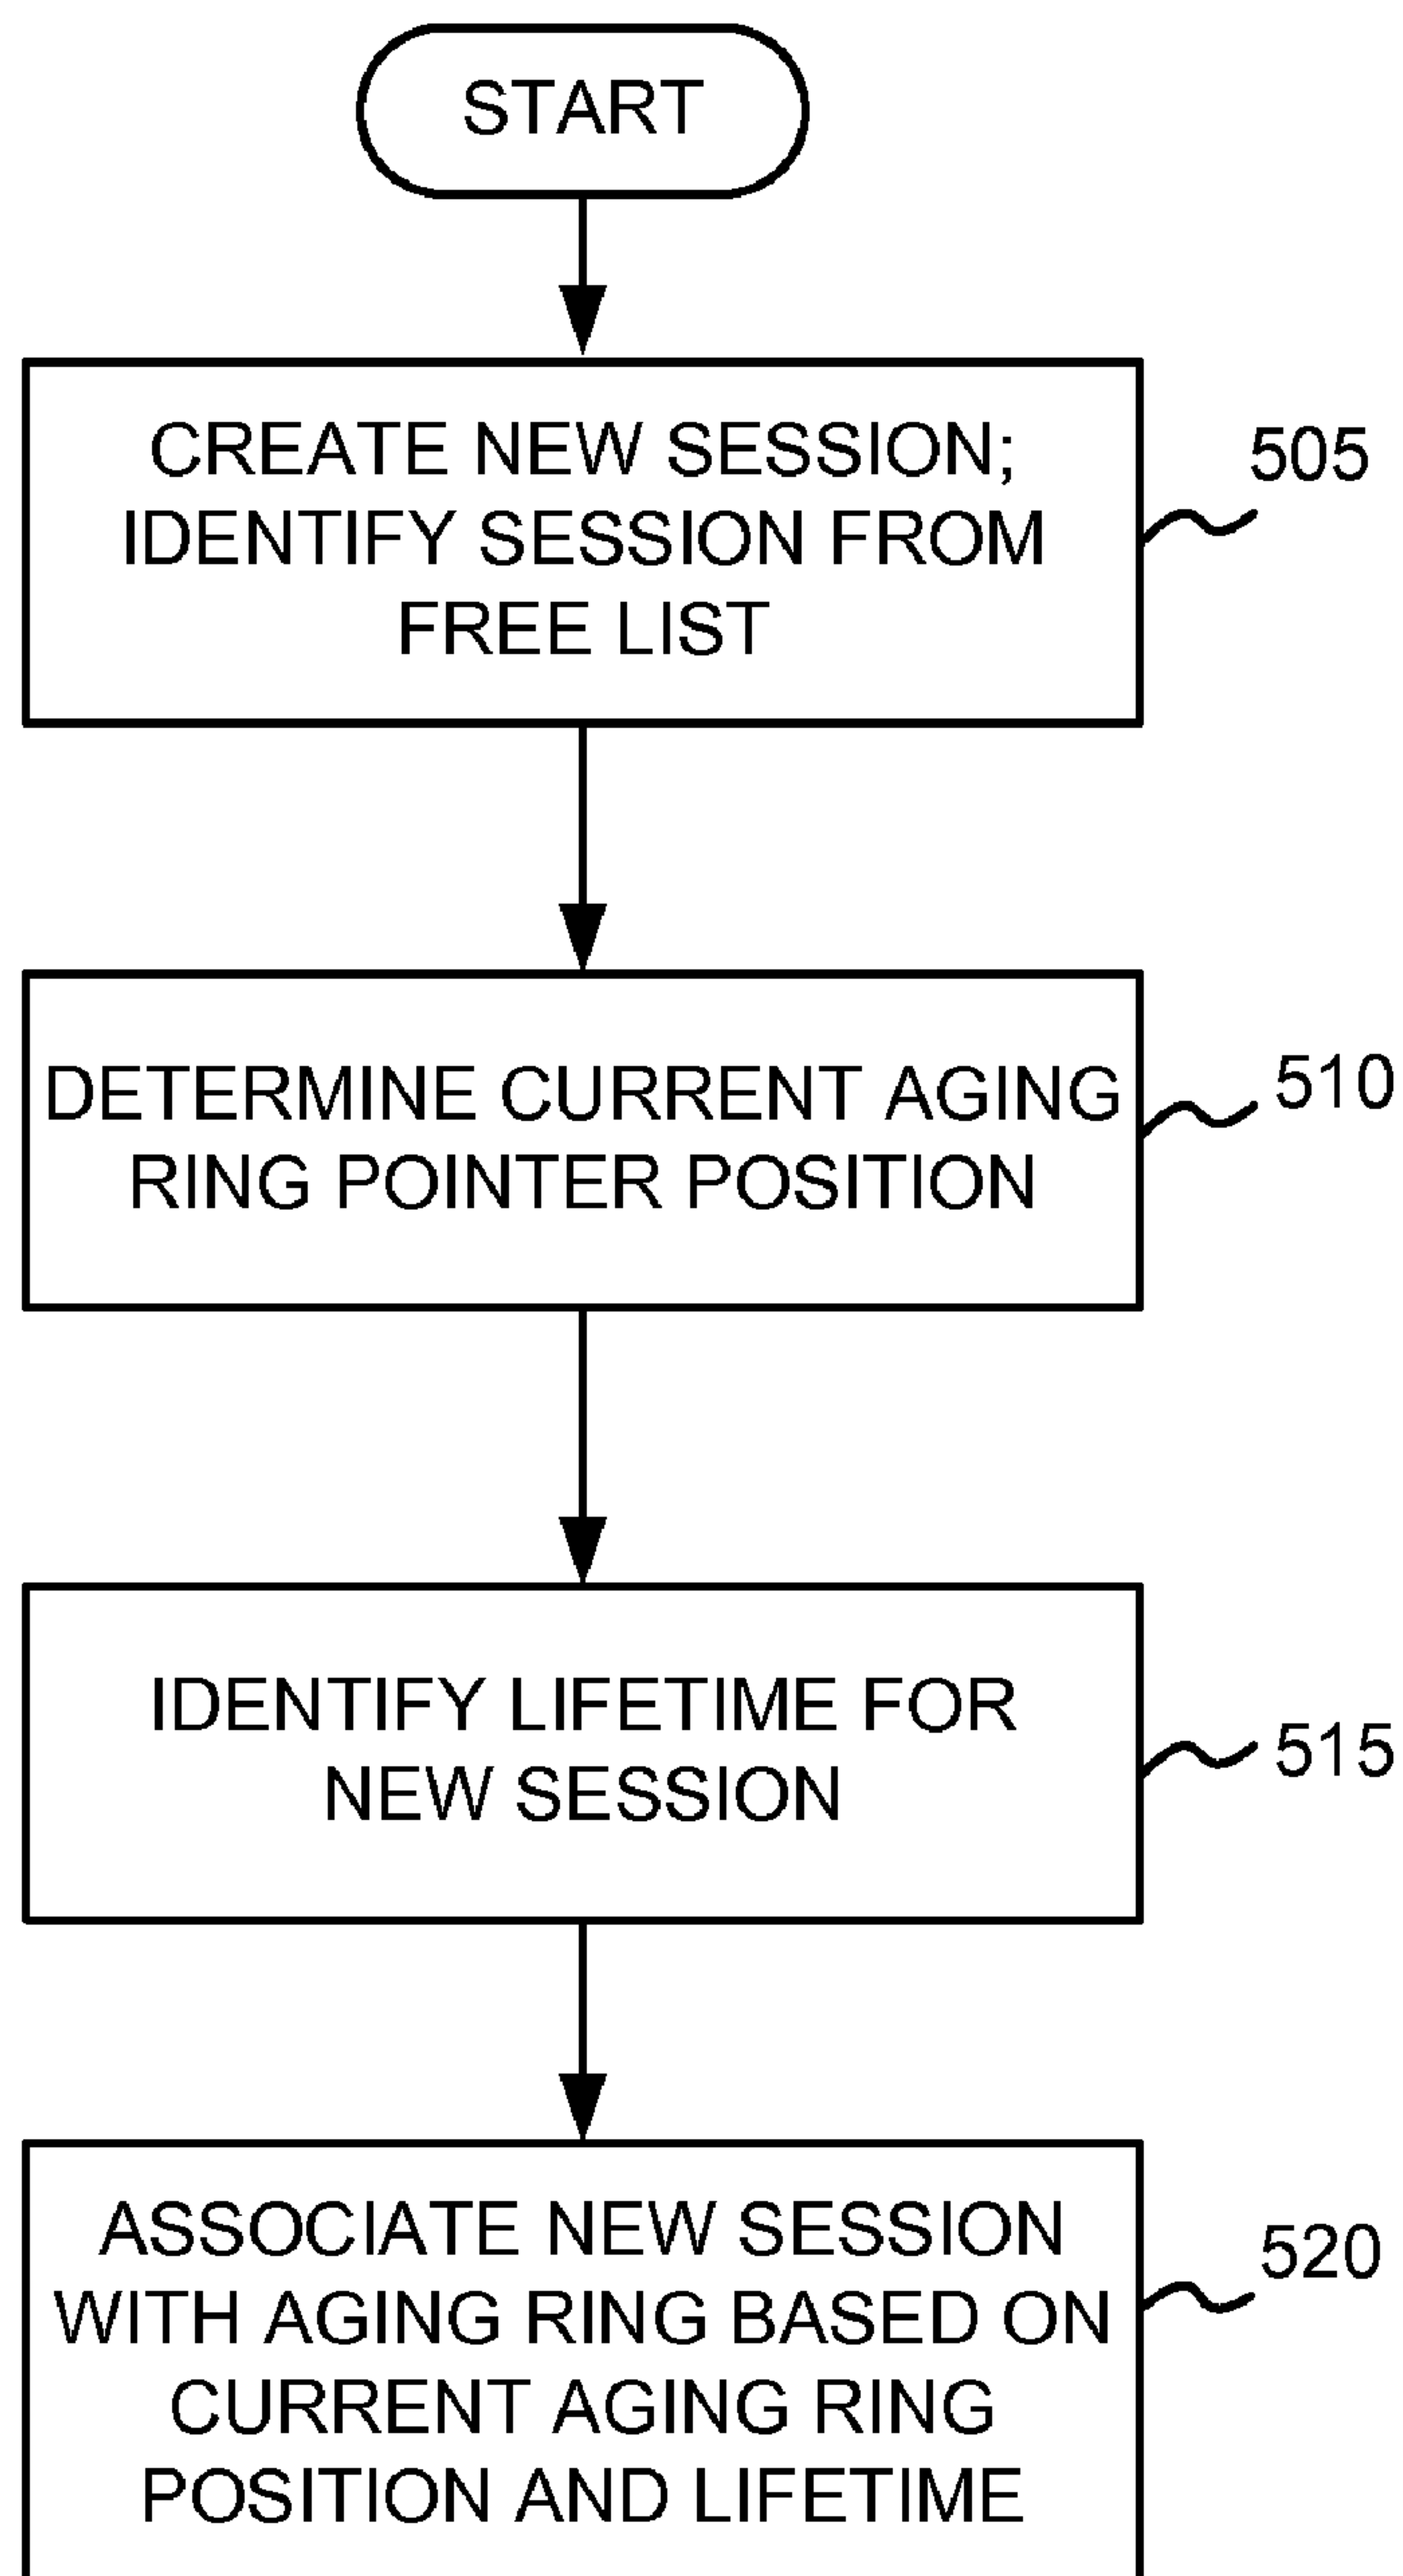 START
CREATE NEW SESSION;
IDENTIFY SESSION FROM
FREE LIST
505
DETERMINE CURRENT AGING
RING POINTER POSITION
510
IDENTIFY LIFETIME FOR
NEW SESSION
515
ASSOCIATE NEW SESSION
WITH AGING RING BASED ON
CURRENT AGING RING
POSITION AND LIFETIME
520